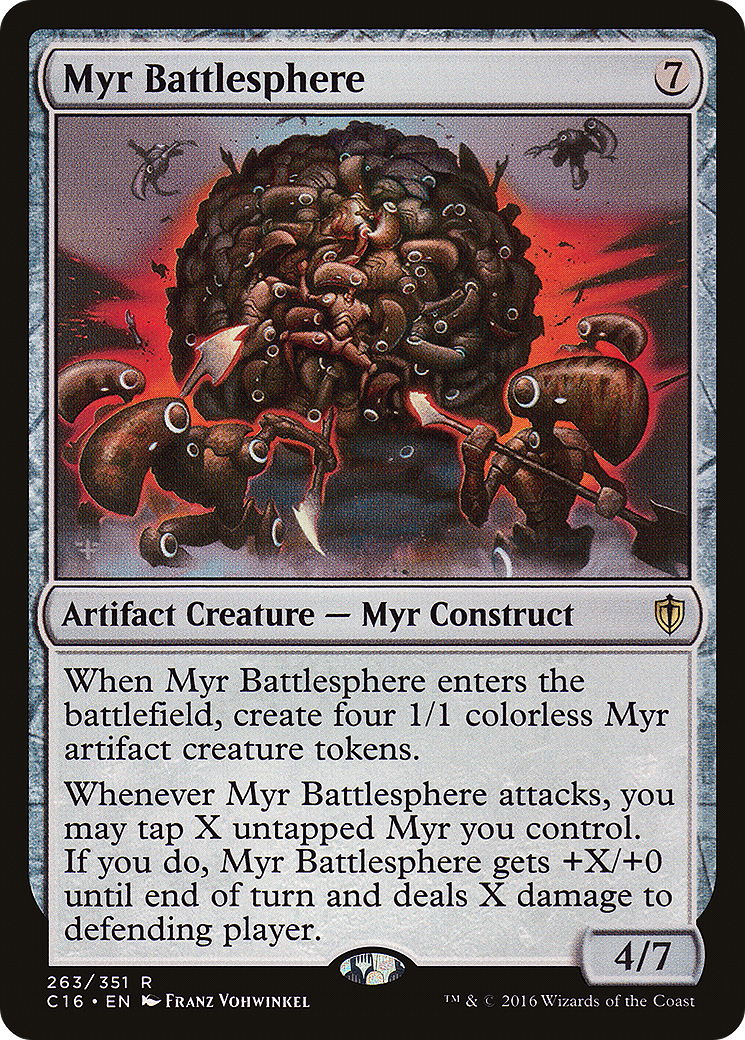 Myr Battlesphere 7
Artifact Creature — Myr Construct
When Myr Battlesphere enters the
battlefield, create four 1/1 colorless Myr
artifact creature tokens.
Whenever Myr Battlesphere attacks, you
may tap X untapped Myr you control.
If you do, Myr Battlesphere gets +X/+0
until end of turn and deals X damage to
defending player.
4/7
263/351 R
C16 • EN Franz Vohwinkel
™ & © 2016 Wizards of the Coast